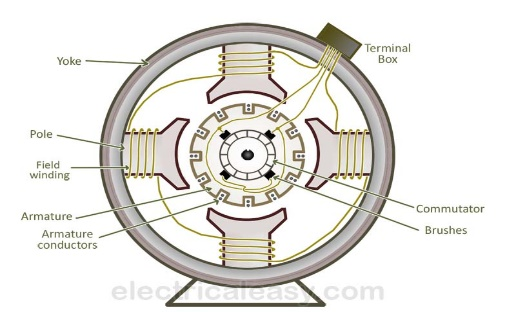 Yoke
Terminal
Box
Pole
Field
winding
Armature
Armature
conductors
Commutator
Brushes
electricaleasy.com